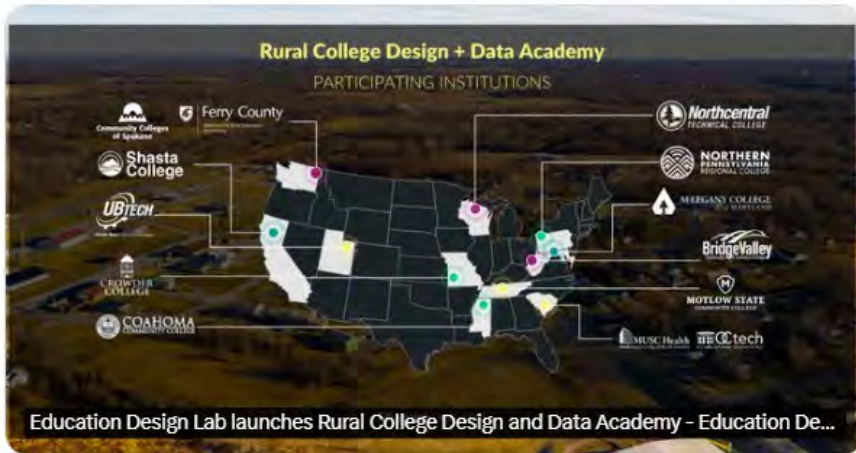 Rural College Design + Data Academy
PARTICIPATING INSTITUTIONS
Community Colleges
of Spokane
Ferry County
Shasta
College
UBTECH
CROWDER
COLLEGE
COAHOMA
COMMUNITY COLLEGE
Northcentral
TECHNICAL COLLEGE
NORTHERN
PENNSYLVANIA
REGIONAL COLLEGE
ALLEGANY COLLEGE
OF MARYLAND
BridgeValley
MOTLOW STATE
COMMUNITY COLLEGE
MUSC Health
OCtech
Education Design Lab launches Rural College Design and Data Academy - Education De...